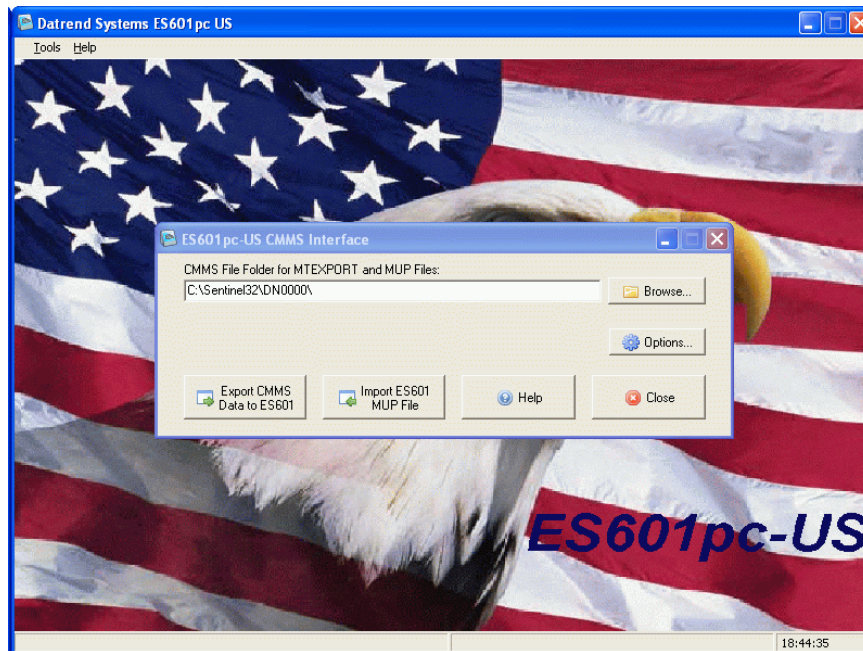 Datrend Systems ES601pc US
Tools Help
ES601pc-US CMMS Interface
CMMS File Folder for MTEXPORT and MUP Files:
C:\Sentinel32\DN0000\
Browse...
Options...
Export CMMS
Data to ES601
Import ES601
MUP File
Help
Close
ES601pc-US
18:44:35